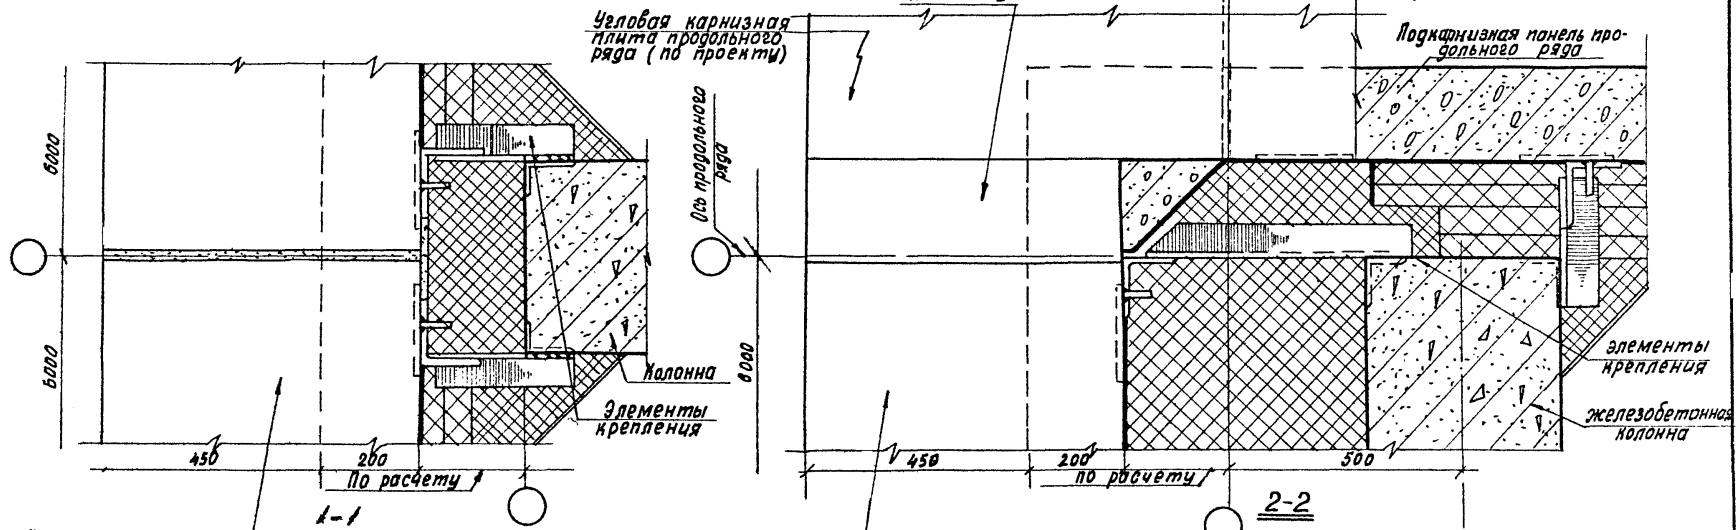 Угловая карнизная
плита продольного
ряда (по проекту)
Подкарнизная панель про-
дольного ряда
6000
6000
Ось продольного
ряда
6000
Колонна
Элементы
крепления
элементы
крепления
железобетонная
колонна
450
200
По расчету
1-1
450
200
по расчету
500
2-2